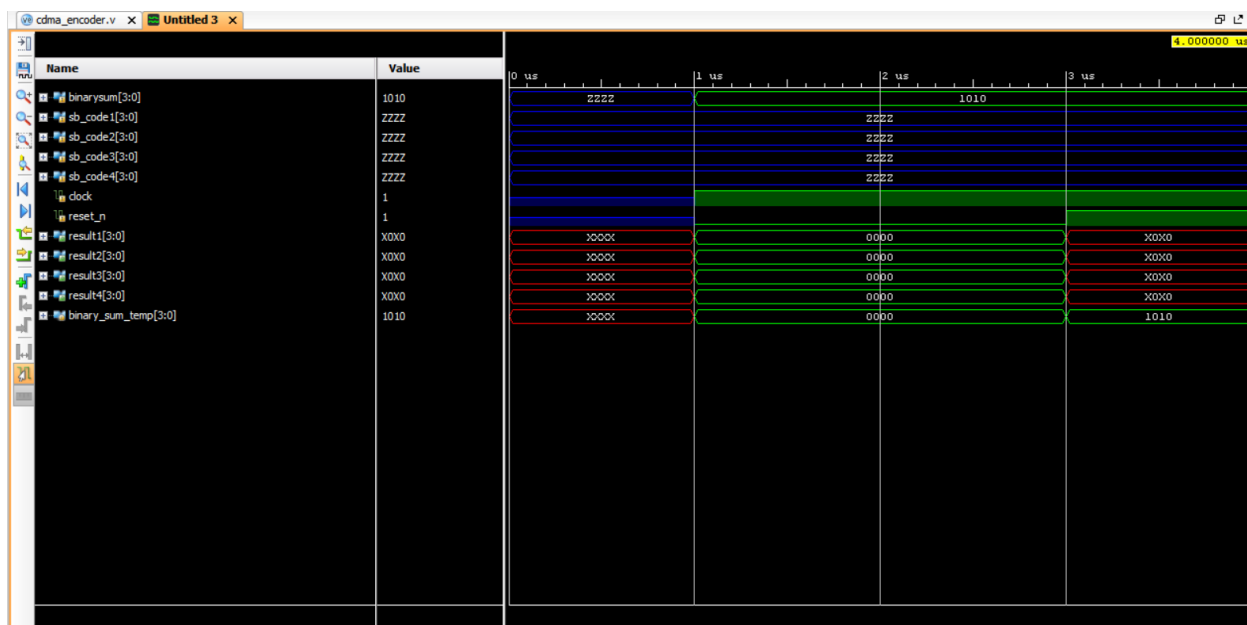 cdma_encoder.v Untitled 3
4.000000 us
Name Value
0 us 1 us 2 us 3 us
binarysum[3:0] 1010 ZZZZ 1010
sb_code1[3:0] ZZZZ ZZZZ
sb_code2[3:0] ZZZZ ZZZZ
sb_code3[3:0] ZZZZ ZZZZ
sb_code4[3:0] ZZZZ ZZZZ
clock 1
reset_n 1
result1[3:0] X0X0 XXXX 0000 X0X0
result2[3:0] X0X0 XXXX 0000 X0X0
result3[3:0] X0X0 XXXX 0000 X0X0
result4[3:0] X0X0 XXXX 0000 X0X0
binary_sum_temp[3:0] 1010 XXXX 0000 1010